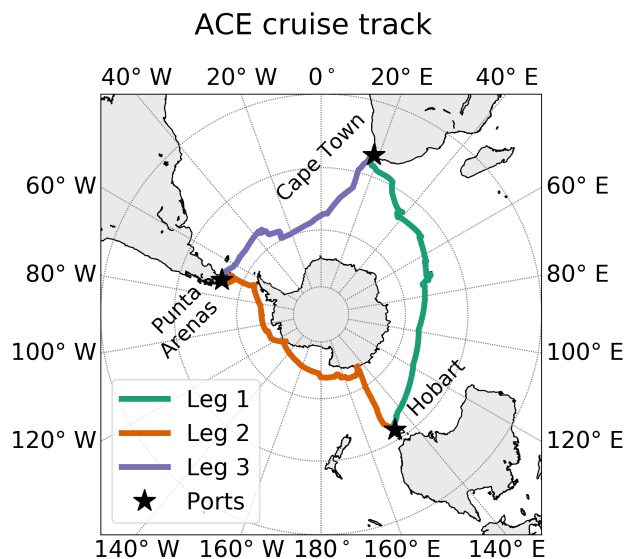 ACE cruise track
40° W 20° W 0° 20° E 40° E
Cape Town
60° W 60° E
80° W 80° E
Punta
Arenas
100° W 100° E
Hobart
Leg 1
Leg 2
120° W 120° E
Leg 3
Ports
140° W 160° W 180° W 160° E 140° E